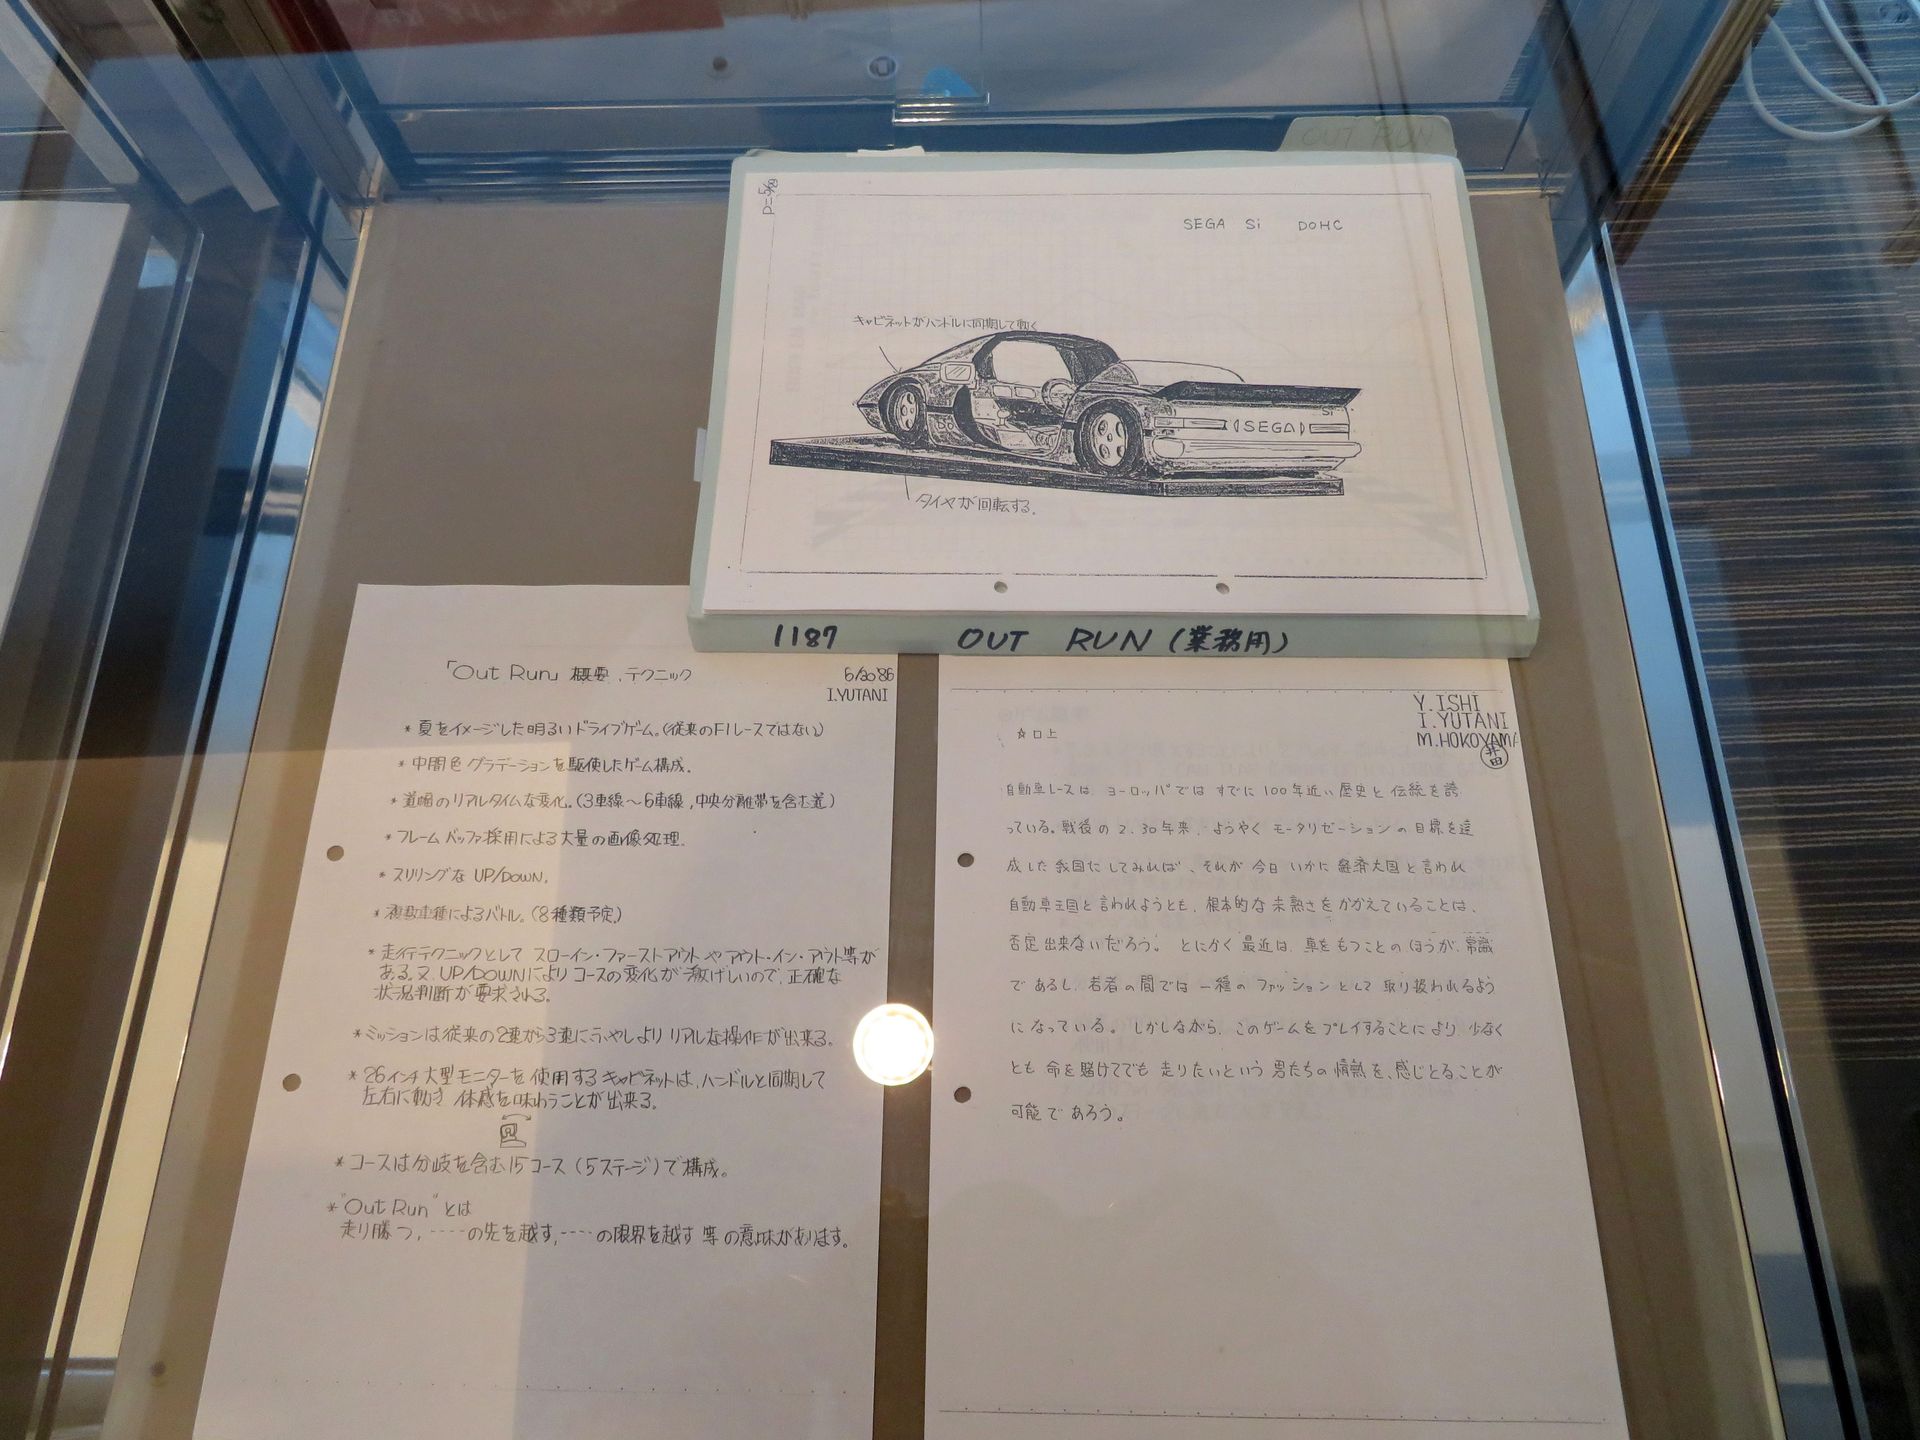 OUT RUN
P=5/8
SEGA Si DOHC
キャビネットがハンドルに同期して動く
Si
SEGA
タイヤが回転する.
1187 OUT RUN (業務用)
「Out Run」概要、テクニック
6/20'86
I.YUTANI
* 夏をイメージした明るいドライブゲーム。(従来のF1レースではない)
* 中間色グラデーションを駆使したゲーム構成.
* 道幅のリアルタイムな変化。(3車線〜6車線,中央分離帯を含む道)
* フレームバッファ採用による大量の画像処理.
* スリリングな UP/DOWN.
* 複数車種によるバトル。(8種類予定)
* 走行テクニックとして スローイン・ファーストアウト やアウト・イン・アウト等が
ある。又、UP/DOWNによりコースの変化が激げしいので、正確な
状況判断が要求される。
* ミッションは従来の2速から3速にふやしより リアルな操作が出来る。
* 26インチ大型モニターを使用するキャビネットは、ハンドルと同期して
左右に動き 体感を味わうことが出来る。
* コースは分岐を含む15コース (5ステージ)で構成。
* "Out Run" とは
走り勝つ, ----の先を越す,----の限界を越す 等の意味があります。
Y.ISHI
I.YUTANI
M.HOKOYAMA
井田
☆口上
自動車レースは、ヨーロッパでは すでに 100年近い 歴史と 伝統を誇
っている。戦後の 2、30年来、ようやく モータリゼーションの目標を達
成した 我国にしてみれば、それが 今日 いかに 経済大国と言われ
自動車王国と言われようとも、根本的な未熟さをかかえていることは、
否定出来ないだろう。 とにかく最近は、車をもつことのほうが、常識
であるし、若者の間では 一種の ファッションとして 取り扱われるよう
になっている。 しかしながら、このゲームをプレイすることにより、少なく
とも 命を賭けてでも 走りたいという 男たちの 情熱を、感じとることが
可能であろう。